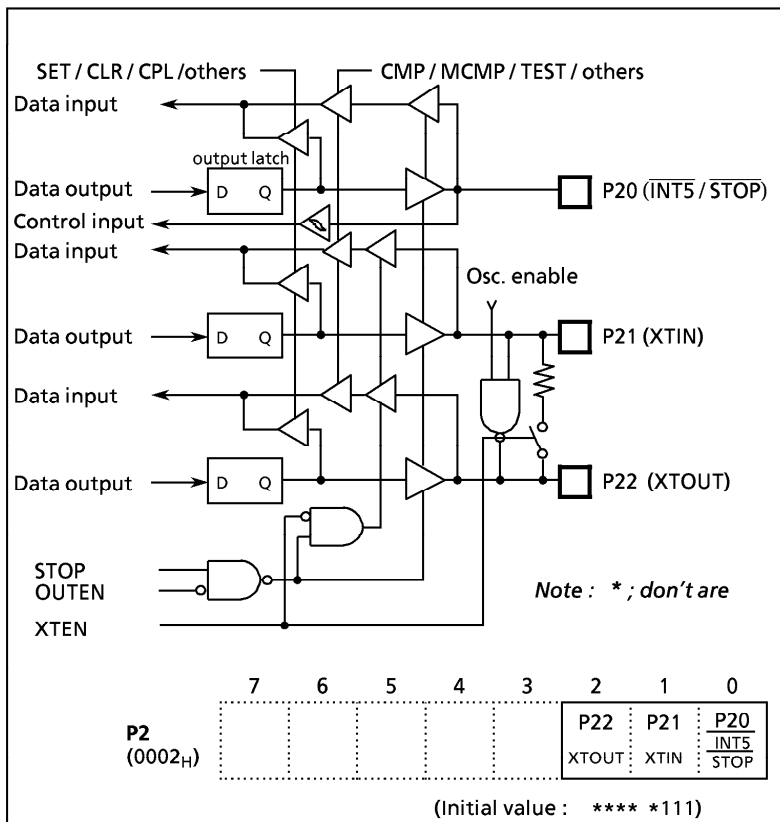 SET / CLR / CPL /others CMP / MCMP / TEST / others
Data input
output latch
Data output D Q P20 (INT5 / STOP)
Control input
Data input
Osc. enable
Data output D Q P21 (XTIN)
Data input
Data output D Q P22 (XTOUT)
STOP
OUTEN
Note : * ; don't are
XTEN
7 6 5 4 3 2 1 0
P2 P22 P21 P20
(0002H) XTOUT XTIN INT5
STOP
(Initial value : **** *111)